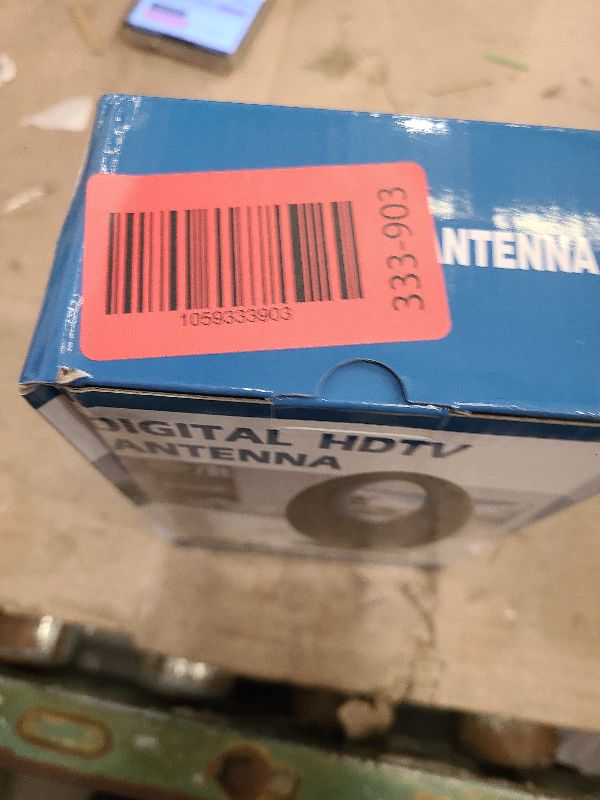 ANTENNA
333-903
1059333903
DIGITAL HDTV
ANTENNA